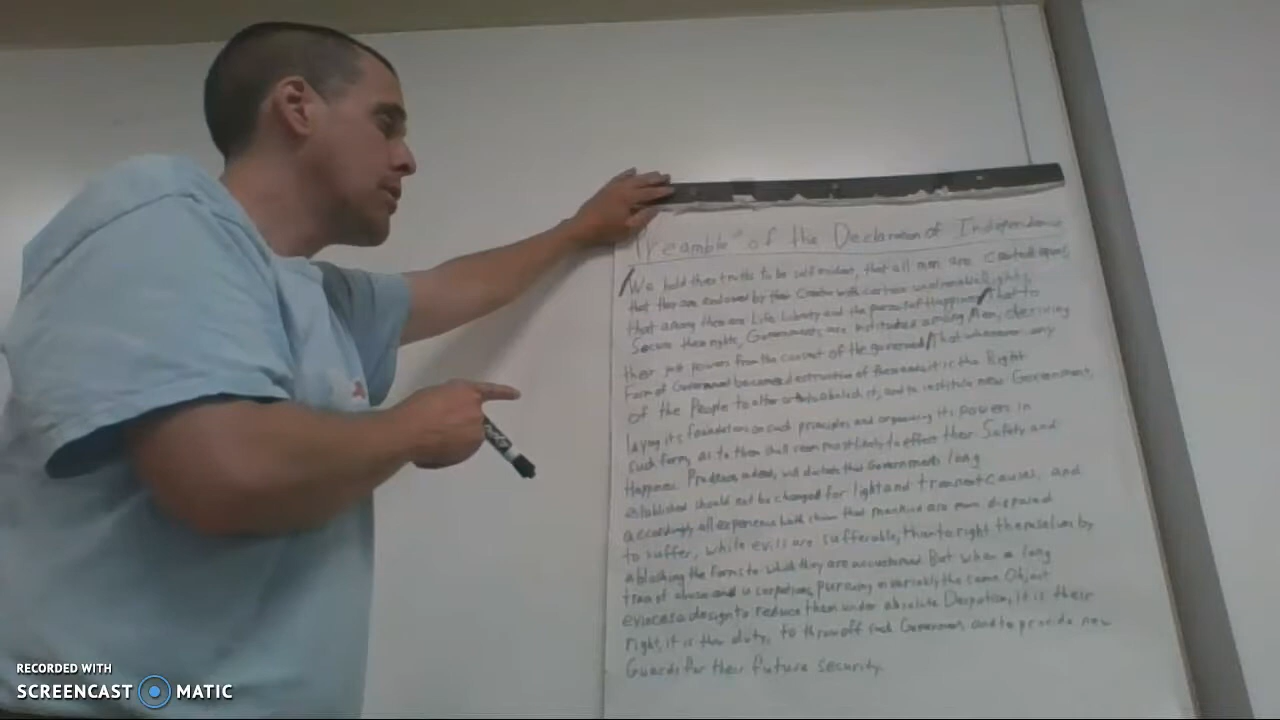 Preamble" of the Declaration of Independence
We hold these truths to be self evident, that all men are created equal,
that they are endowed by their Creator with certain unalienable Rights,
that among these are Life Liberty and the pursuit of Happiness That to
Secure these rights, Governments are instituted among Men, deriving
their just powers from the consent of the governed That whenever any
Form of Government becomes destructive of these ends it is the Right
of the People to alter or to abolish it, and to institute new Government,
laying its foundation on such principles and organizing its powers in
such form, as to them shall seem most likely to effect their Safety and
Happiness Prudence, indeed, will dictate that Governments long
established should not be changed for light and transient causes, and
accordingly all experience hath shown that mankind are more disposed
to suffer, while evils are sufferable, than to right themselves by
abolishing the forms to which they are accustomed But when a long
train of abuses and usurpations, pursuing invariably the same Object
evinces a design to reduce them under absolute Despotism, it is their
right, it is their duty, to throw off such Government and to provide new
Guards for their future security.
RECORDED WITH
SCREENCAST MATIC